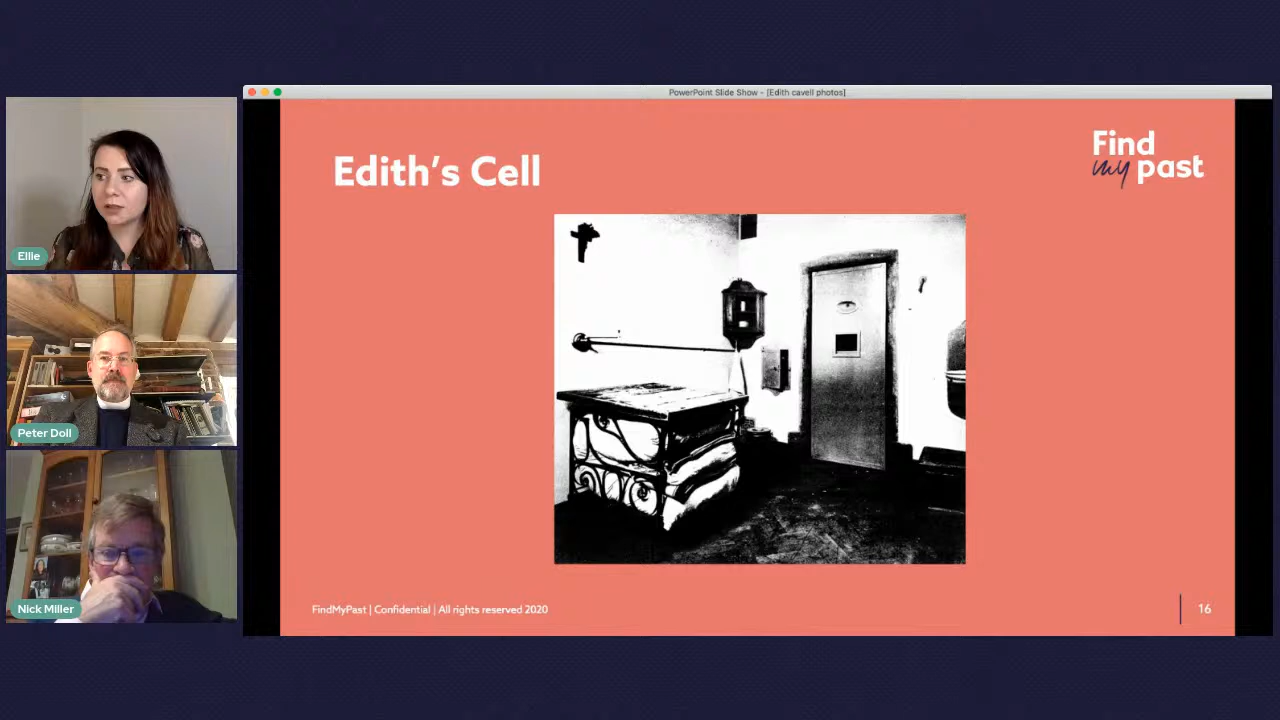 PowerPoint Slide Show - [Edith cavell photos]
Edith's Cell
Find
my past
Ellie
Peter Doll
Nick Miller
FindMyPast | Confidential | All rights reserved 2020
16